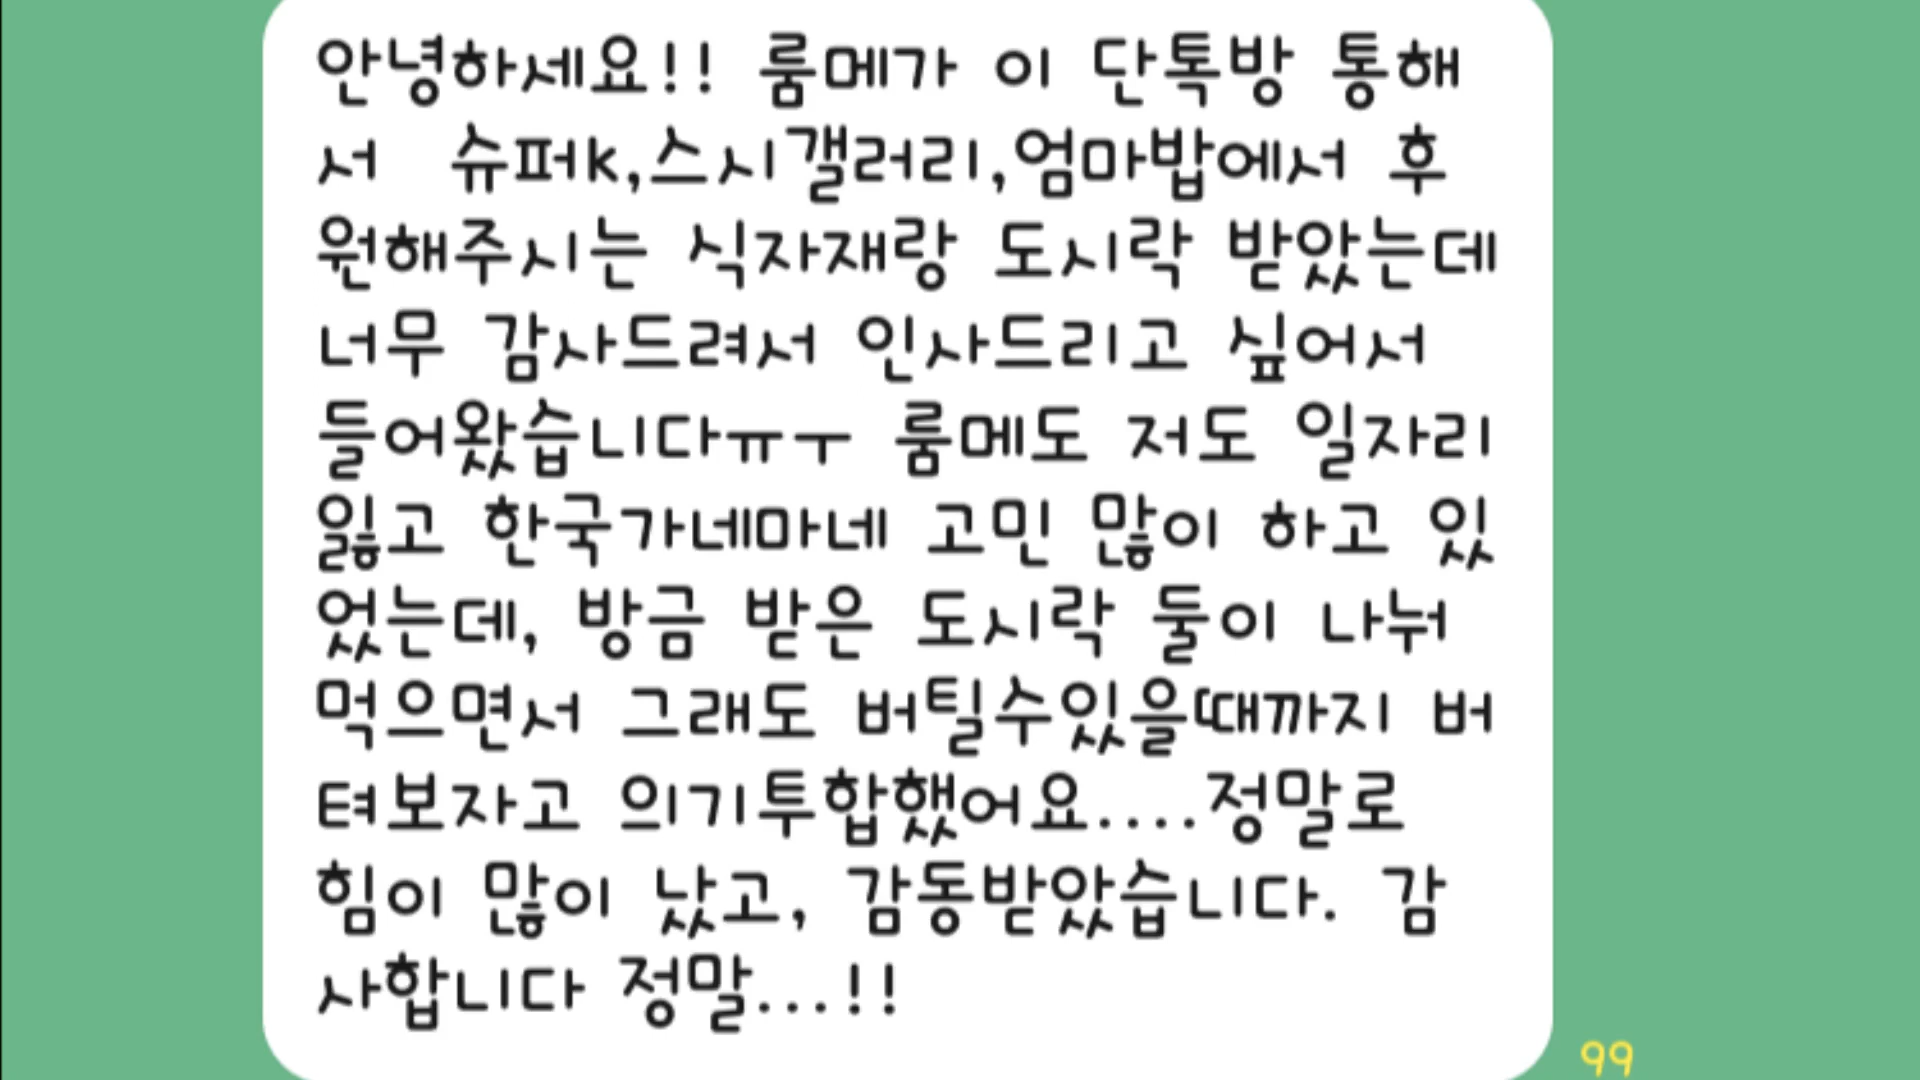 안녕하세요!! 룸메가 이 단톡방 통해
서 슈퍼k,스시갤러리,엄마밥에서 후
원해주시는 식자재랑 도시락 받았는데
너무 감사드려서 인사드리고 싶어서
들어왔습니다ㅠㅜ 룸메도 저도 일자리
잃고 한국가네마네 고민 많이 하고 있
었는데, 방금 받은 도시락 둘이 나눠
먹으면서 그래도 버틸수있을때까지 버
텨보자고 의기투합했어요....정말로
힘이 많이 났고, 감동받았습니다. 감
사합니다 정말...!!
99